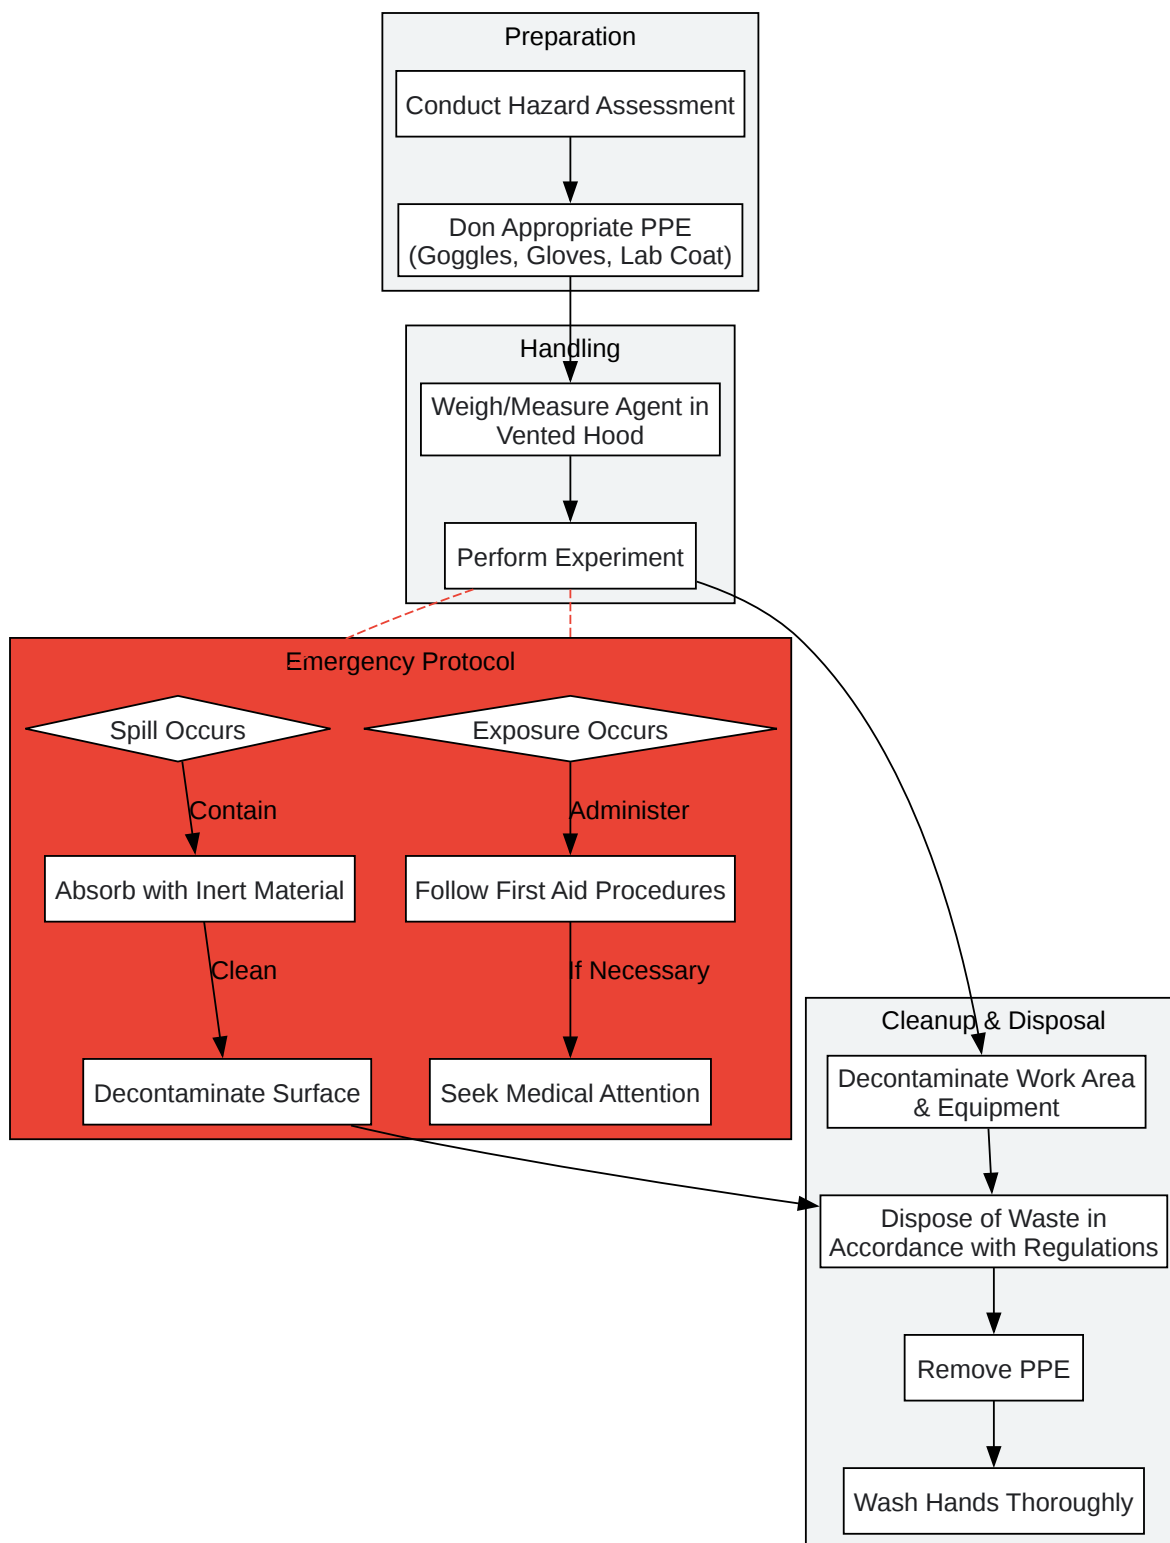 Preparation
Conduct Hazard Assessment
Don Appropriate PPE
(Goggles, Gloves, Lab Coat)
Handling
Weigh/Measure Agent in
Vented Hood
Perform Experiment
Emergency Protocol
Spill Occurs
Exposure Occurs
Contain
Administer
Absorb with Inert Material
Follow First Aid Procedures
Clean
If Necessary
Decontaminate Surface
Seek Medical Attention
Cleanup & Disposal
Decontaminate Work Area
& Equipment
Dispose of Waste in
Accordance with Regulations
Remove PPE
Wash Hands Thoroughly